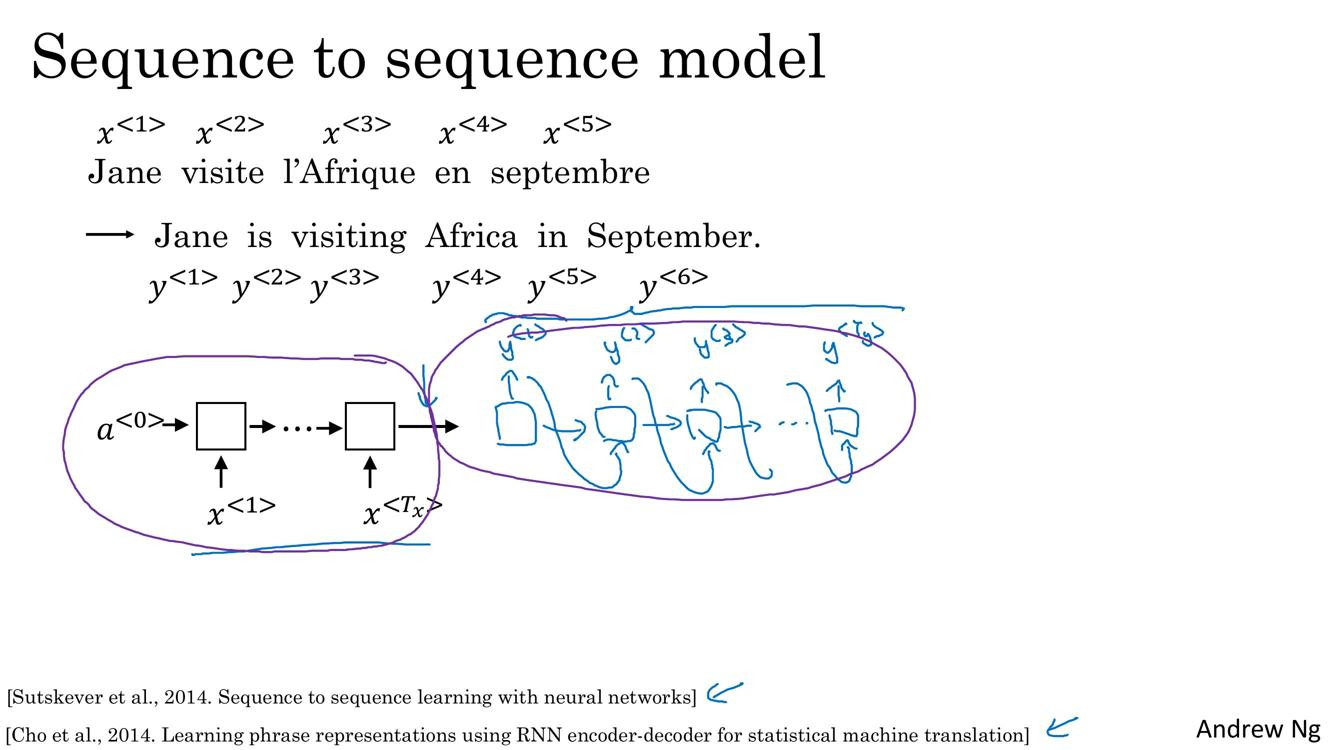 Sequence to sequence model
x<1> x<2> x<3> x<4> x<5>
Jane visite l’Afrique en septembre
→ Jane is visiting Africa in September.
y<1> y<2> y<3> y<4> y<5> y<6>
y<1> y<2> y<3> y<Ty>
a<0> ... ...
x<1> x<Tx>
[Sutskever et al., 2014. Sequence to sequence learning with neural networks]
[Cho et al., 2014. Learning phrase representations using RNN encoder-decoder for statistical machine translation]
Andrew Ng